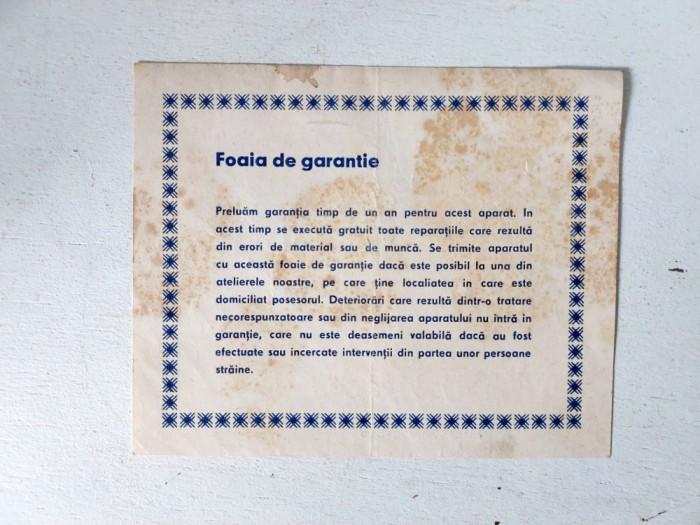 Foaia de garantie
Preluăm garanția timp de un an pentru acest aparat. In
acest timp se execută gratuit toate reparațiile care rezultă
din erori de material sau de muncă. Se trimite aparatul
cu această foaie de garanție dacă este posibil la una din
atelierele noastre, pe care ține localiatea in care este
domiciliat posesorul. Deteriorări care rezultă dintr-o tratare
necorespunzatoare sau din neglijarea aparatului nu întră in
garanție, care nu este deasemeni valabilă dacă au fost
efectuate sau incercate intervenții din partea unor persoane
străine.